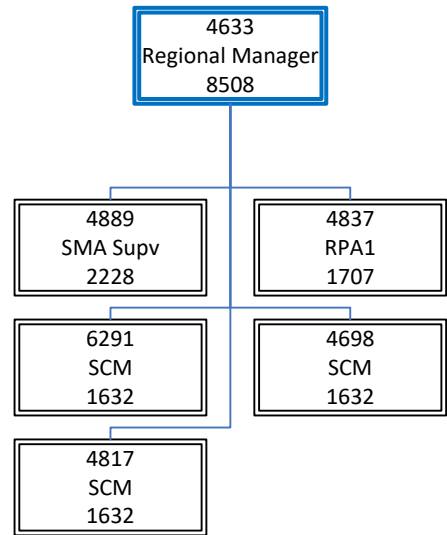 4633
Regional Manager
8508
4889
SMA Supv
2228
4837
RPA1
1707
6291
SCM
1632
4698
SCM
1632
4817
SCM
1632